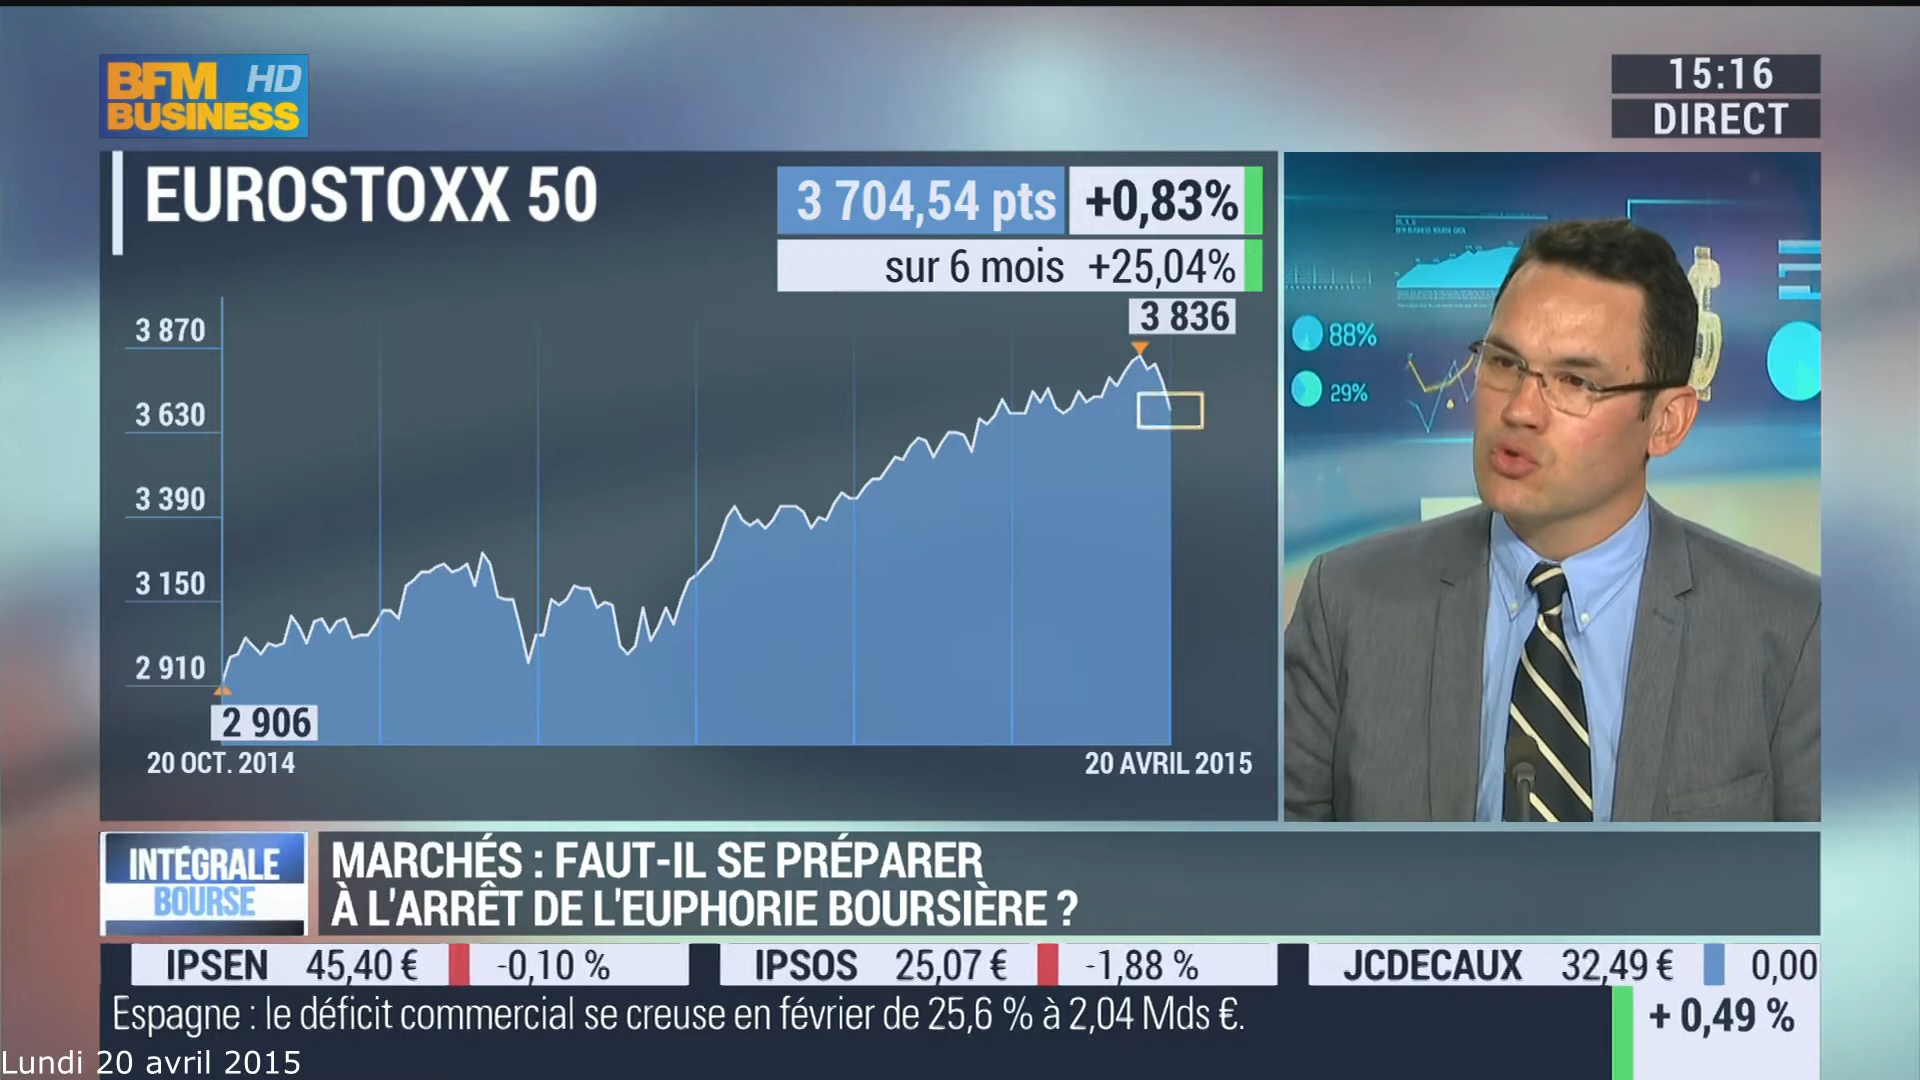 BFM HD
BUSINESS
15:16
DIRECT
EUROSTOXX 50
3 704,54 pts +0,83%
sur 6 mois +25,04%
3 836
3 870
3 630
3 390
3 150
2 910
2 906
20 OCT. 2014
20 AVRIL 2015
88%
29%
INTÉGRALE
BOURSE
MARCHÉS : FAUT-IL SE PRÉPARER
À L'ARRÊT DE L'EUPHORIE BOURSIÈRE ?
IPSEN 45,40 € -0,10 % IPSOS 25,07 € -1,88 % JCDECAUX 32,49 € 0,00
Espagne : le déficit commercial se creuse en février de 25,6 % à 2,04 Mds €.
+ 0,49 %
Lundi 20 avril 2015